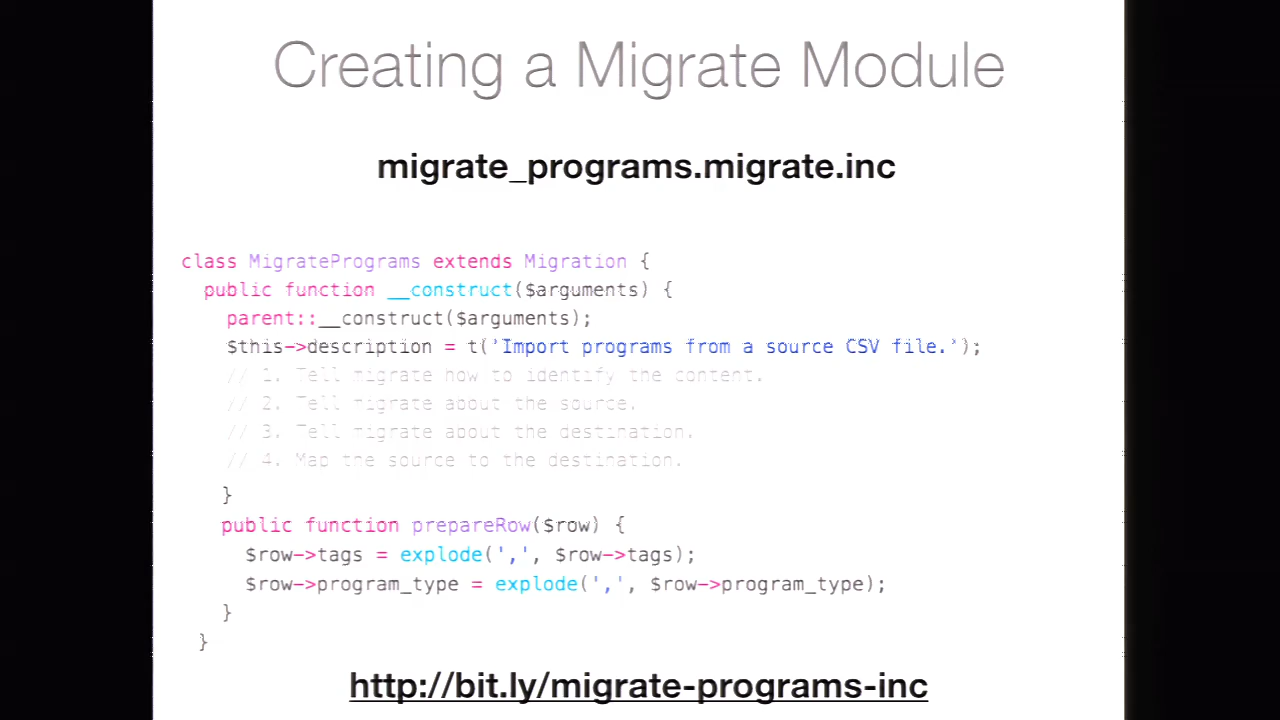 Creating a Migrate Module
migrate_programs.migrate.inc
class MigratePrograms extends Migration {
public function __construct($arguments) {
parent::__construct($arguments);
$this->description = t('Import programs from a source CSV file.');
// 1. Tell migrate how to identify the content.
// 2. Tell migrate about the source.
// 3. Tell migrate about the destination.
// 4. Map the source to the destination.
}
public function prepareRow($row) {
$row->tags = explode(',', $row->tags);
$row->program_type = explode(',', $row->program_type);
}
}
http://bit.ly/migrate-programs-inc